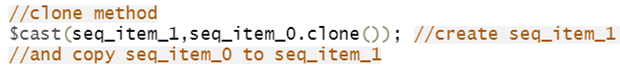 //clone method
$cast(seq_item_1,seq_item_0.clone()); //create seq_item_1
//and copy seq_item_0 to seq_item_1